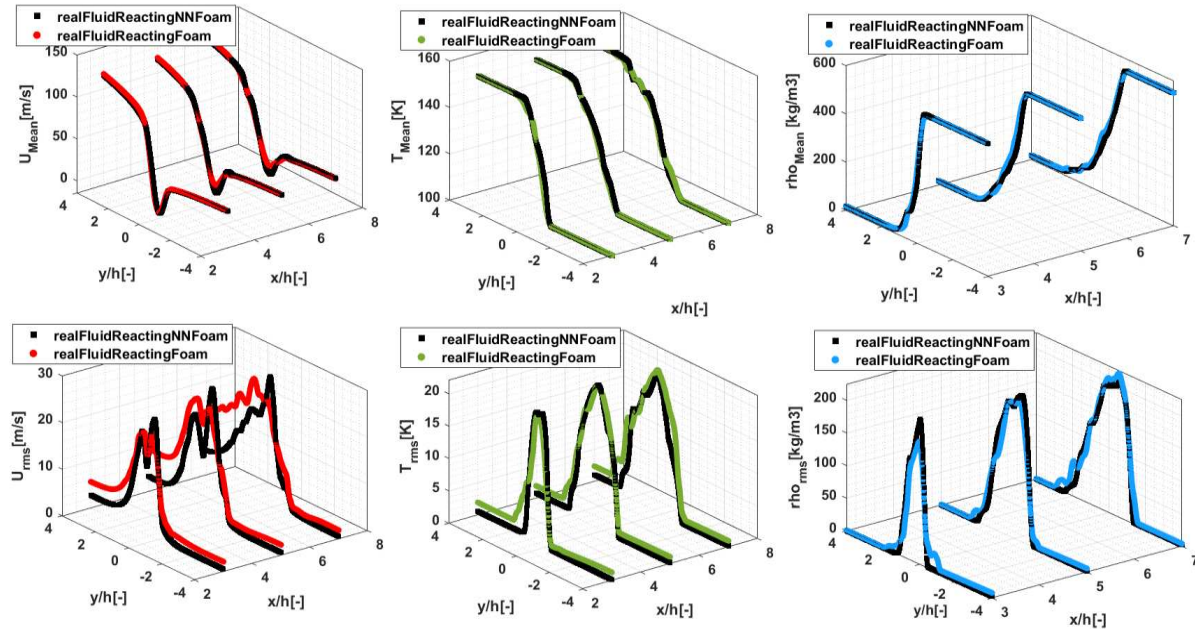 realFluidReactingNNFoam
realFluidReactingFoam
U_Mean[m/s]
150
100
50
0
4
2
0
-2
-4
y/h[-]
2
4
6
8
x/h[-]
realFluidReactingNNFoam
realFluidReactingFoam
T_Mean[K]
160
140
120
100
4
2
0
-2
-4
y/h[-]
2
4
6
8
x/h[-]
realFluidReactingNNFoam
realFluidReactingFoam
rho_Mean [kg/m3]
600
400
200
0
4
2
0
-2
-4
y/h[-]
3
4
5
6
7
x/h[-]
realFluidReactingNNFoam
realFluidReactingFoam
U_rms[m/s]
30
20
10
0
4
2
0
-2
-4
y/h[-]
2
4
6
8
x/h[-]
realFluidReactingNNFoam
realFluidReactingFoam
T_rms[K]
20
15
10
5
0
4
2
0
-2
-4
y/h[-]
2
4
6
8
x/h[-]
realFluidReactingNNFoam
realFluidReactingFoam
rho_rms[kg/m3]
200
150
100
50
0
4
2
0
-2
-4
y/h[-]
3
4
5
6
7
x/h[-]